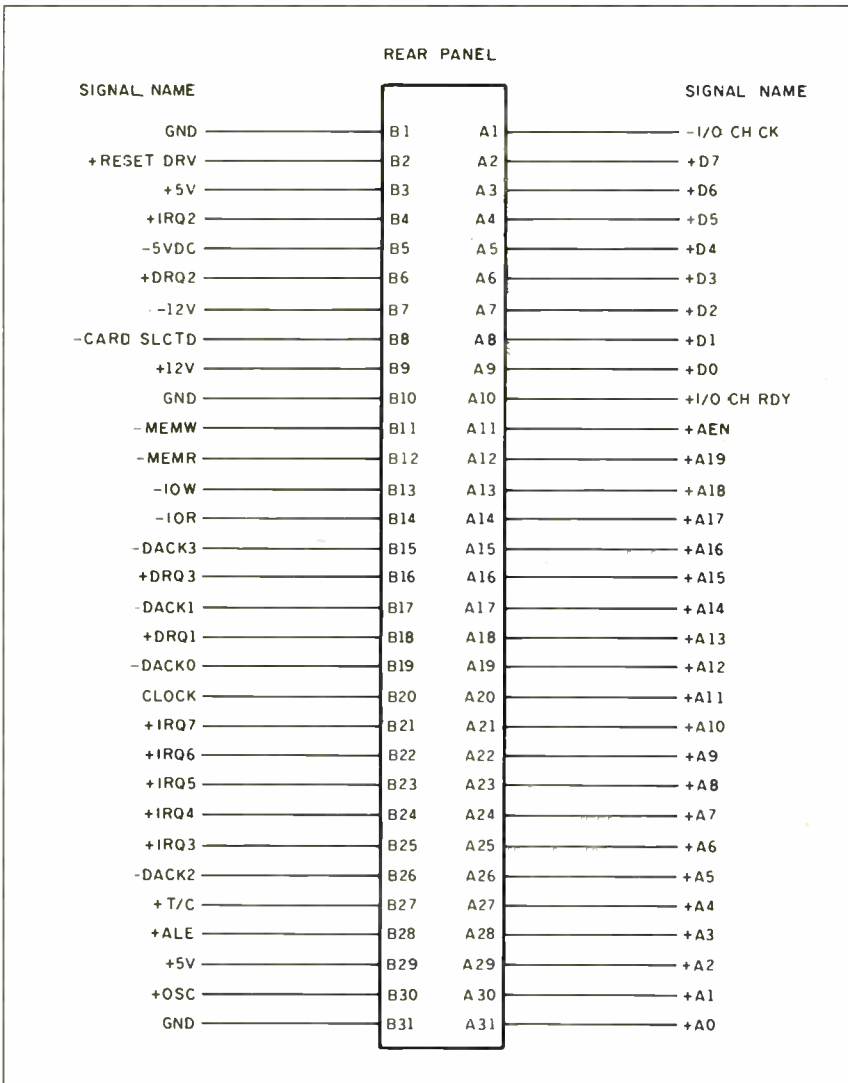 REAR PANEL
SIGNAL NAME SIGNAL NAME
GND B1 A1 -I/O CH CK
+RESET DRV B2 A2 +D7
+5V B3 A3 +D6
+IRQ2 B4 A4 +D5
-5VDC B5 A5 +D4
+DRQ2 B6 A6 +D3
-12V B7 A7 +D2
-CARD SLCTD B8 A8 +D1
+12V B9 A9 +D0
GND B10 A10 +I/O CH RDY
-MEMW B11 A11 +AEN
-MEMR B12 A12 +A19
-IOW B13 A13 +A18
-IOR B14 A14 +A17
-DACK3 B15 A15 +A16
+DRQ3 B16 A16 +A15
-DACK1 B17 A17 +A14
+DRQ1 B18 A18 +A13
-DACK0 B19 A19 +A12
CLOCK B20 A20 +A11
+IRQ7 B21 A21 +A10
+IRQ6 B22 A22 +A9
+IRQ5 B23 A23 +A8
+IRQ4 B24 A24 +A7
+IRQ3 B25 A25 +A6
-DACK2 B26 A26 +A5
+T/C B27 A27 +A4
+ALE B28 A28 +A3
+5V B29 A29 +A2
+OSC B30 A30 +A1
GND B31 A31 +A0